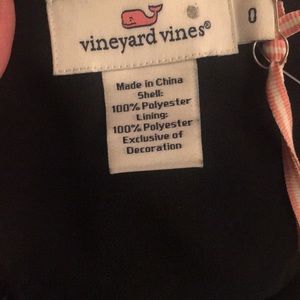 vineyard vines®
0
Made in China
Shell:
100% Polyester
Lining:
100% Polyester
Exclusive of
Decoration